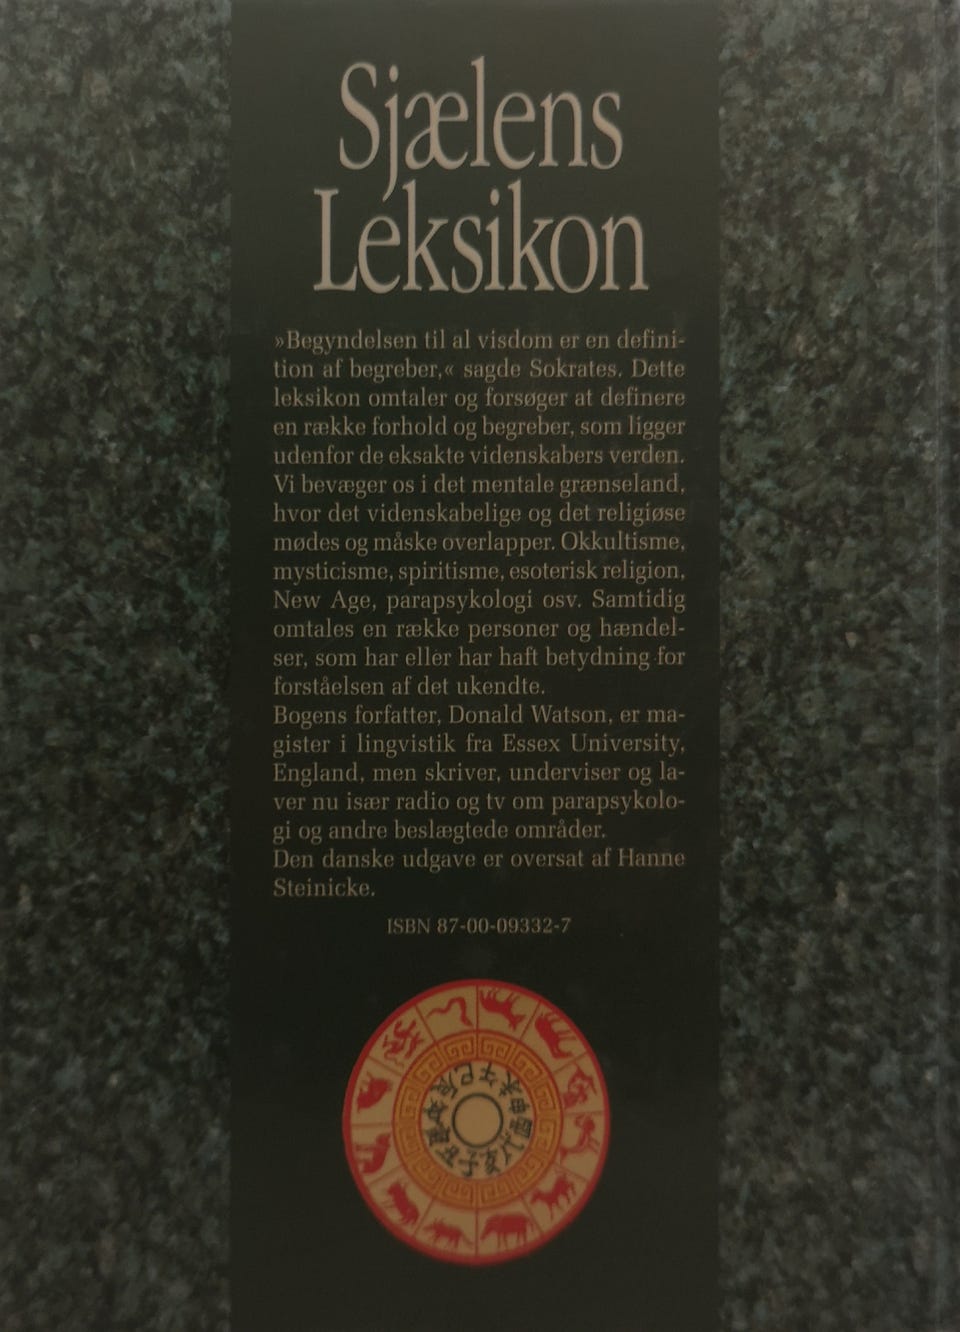 Sjælens
Leksikon
»Begyndelsen til al visdom er en defini-
tion af begreber,« sagde Sokrates. Dette
leksikon omtaler og forsøger at definere
en række forhold og begreber, som ligger
udenfor de eksakte videnskabers verden.
Vi bevæger os i det mentale grænseland,
hvor det videnskabelige og det religiøse
mødes og måske overlapper. Okkultisme,
mysticisme, spiritisme, esoterisk religion,
New Age, parapsykologi osv. Samtidig
omtales en række personer og hændel-
ser, som har eller har haft betydning for
forståelsen af det ukendte.
Bogens forfatter, Donald Watson, er ma-
gister i lingvistik fra Essex University,
England, men skriver, underviser og la-
ver nu især radio og tv om parapsykolo-
gi og andre beslægtede områder.
Den danske udgave er oversat af Hanne
Steinicke.
ISBN 87-00-09332-7